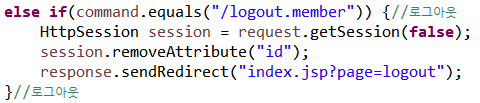 else if(command.equals("/logout.member")) {//로그아웃
HttpSession session = request.getSession(false);
session.removeAttribute("id");
response.sendRedirect("index.jsp?page=logout");
}//로그아웃